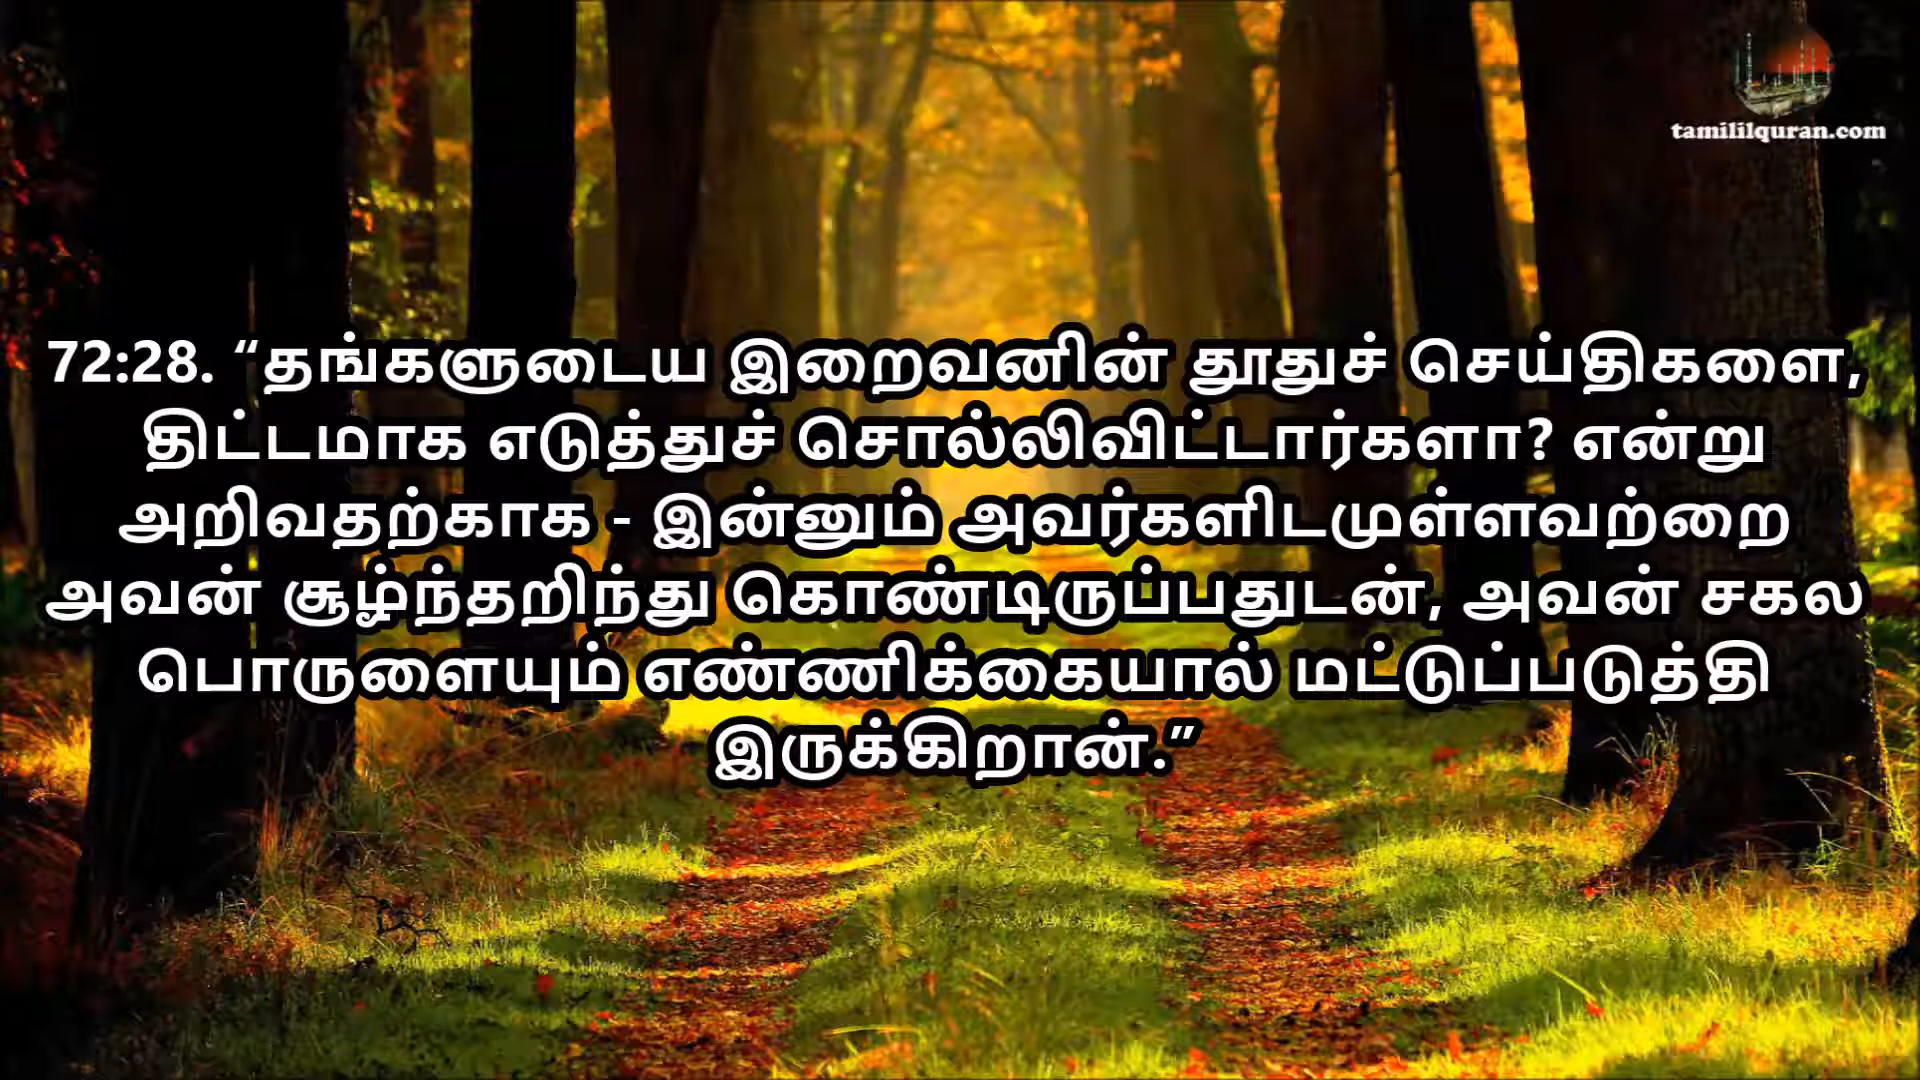 tamililquran.com
72:28. “தங்களுடைய இறைவனின் தூதுச் செய்திகளை,
திட்டமாக எடுத்துச் சொல்லிவிட்டார்களா? என்று
அறிவதற்காக - இன்னும் அவர்களிடமுள்ளவற்றை
அவன் சூழ்ந்தறிந்து கொண்டிருப்பதுடன், அவன் சகல
பொருளையும் எண்ணிக்கையால் மட்டுப்படுத்தி
இருக்கிறான்.”